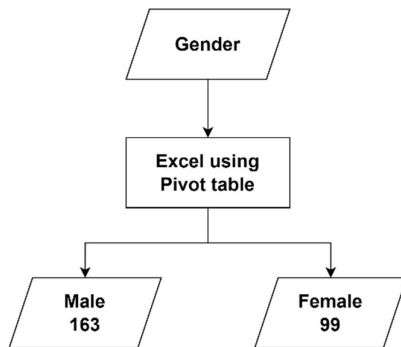 Gender
Excel using
Pivot table
Male
163
Female
99